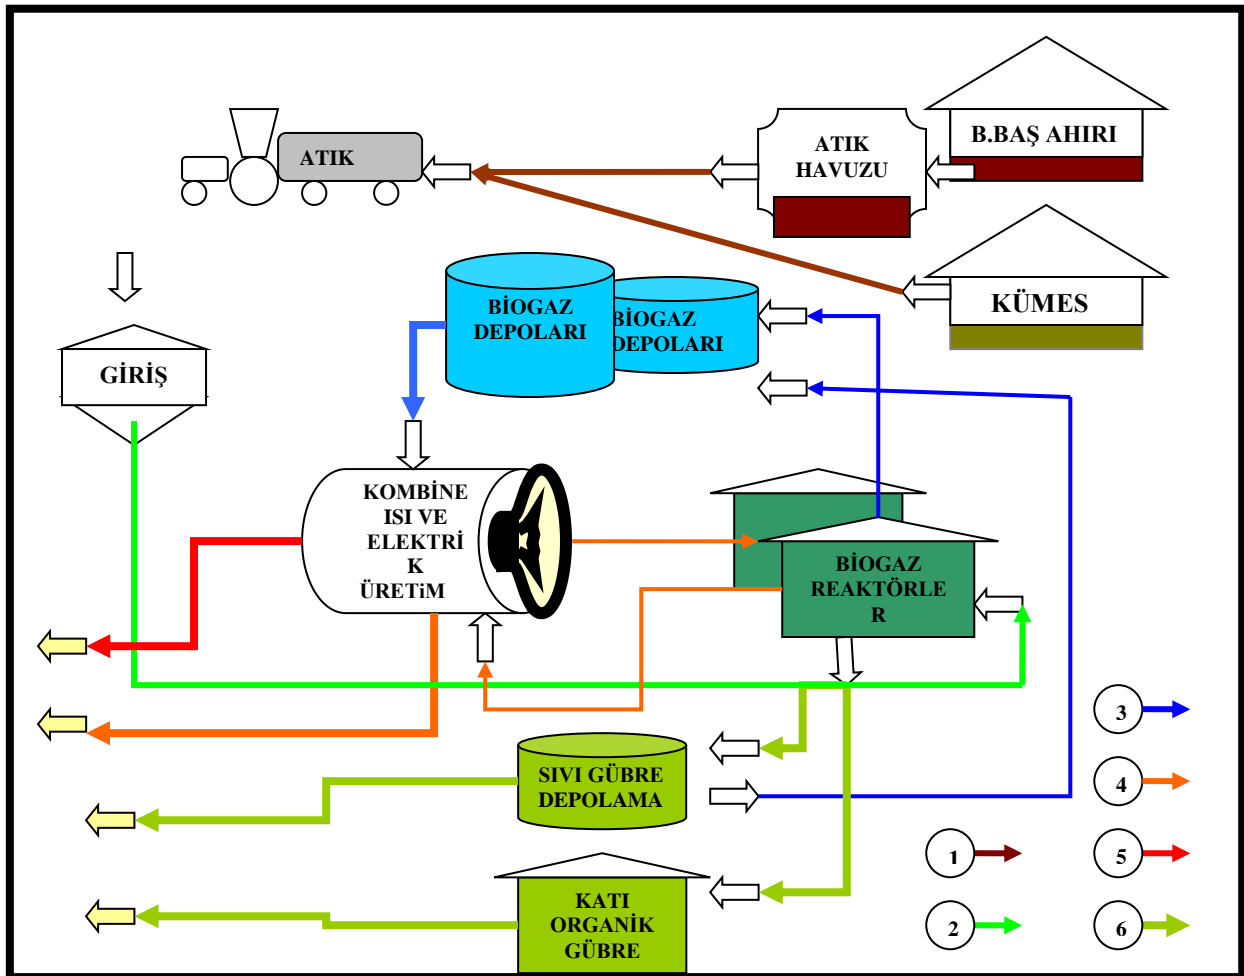 B.BAŞ AHIRI
ATIK
HAVUZU
ATIK
KÜMES
BİOGAZ
DEPOLARI
BİOGAZ
DEPOLARI
GİRİŞ
KOMBİNE
ISI VE
ELEKTRİ
K
ÜRETiM
BİOGAZ
REAKTÖRLE
R
SIVI GÜBRE
DEPOLAMA
KATI
ORGANİK
GÜBRE
3
4
1
5
2
6